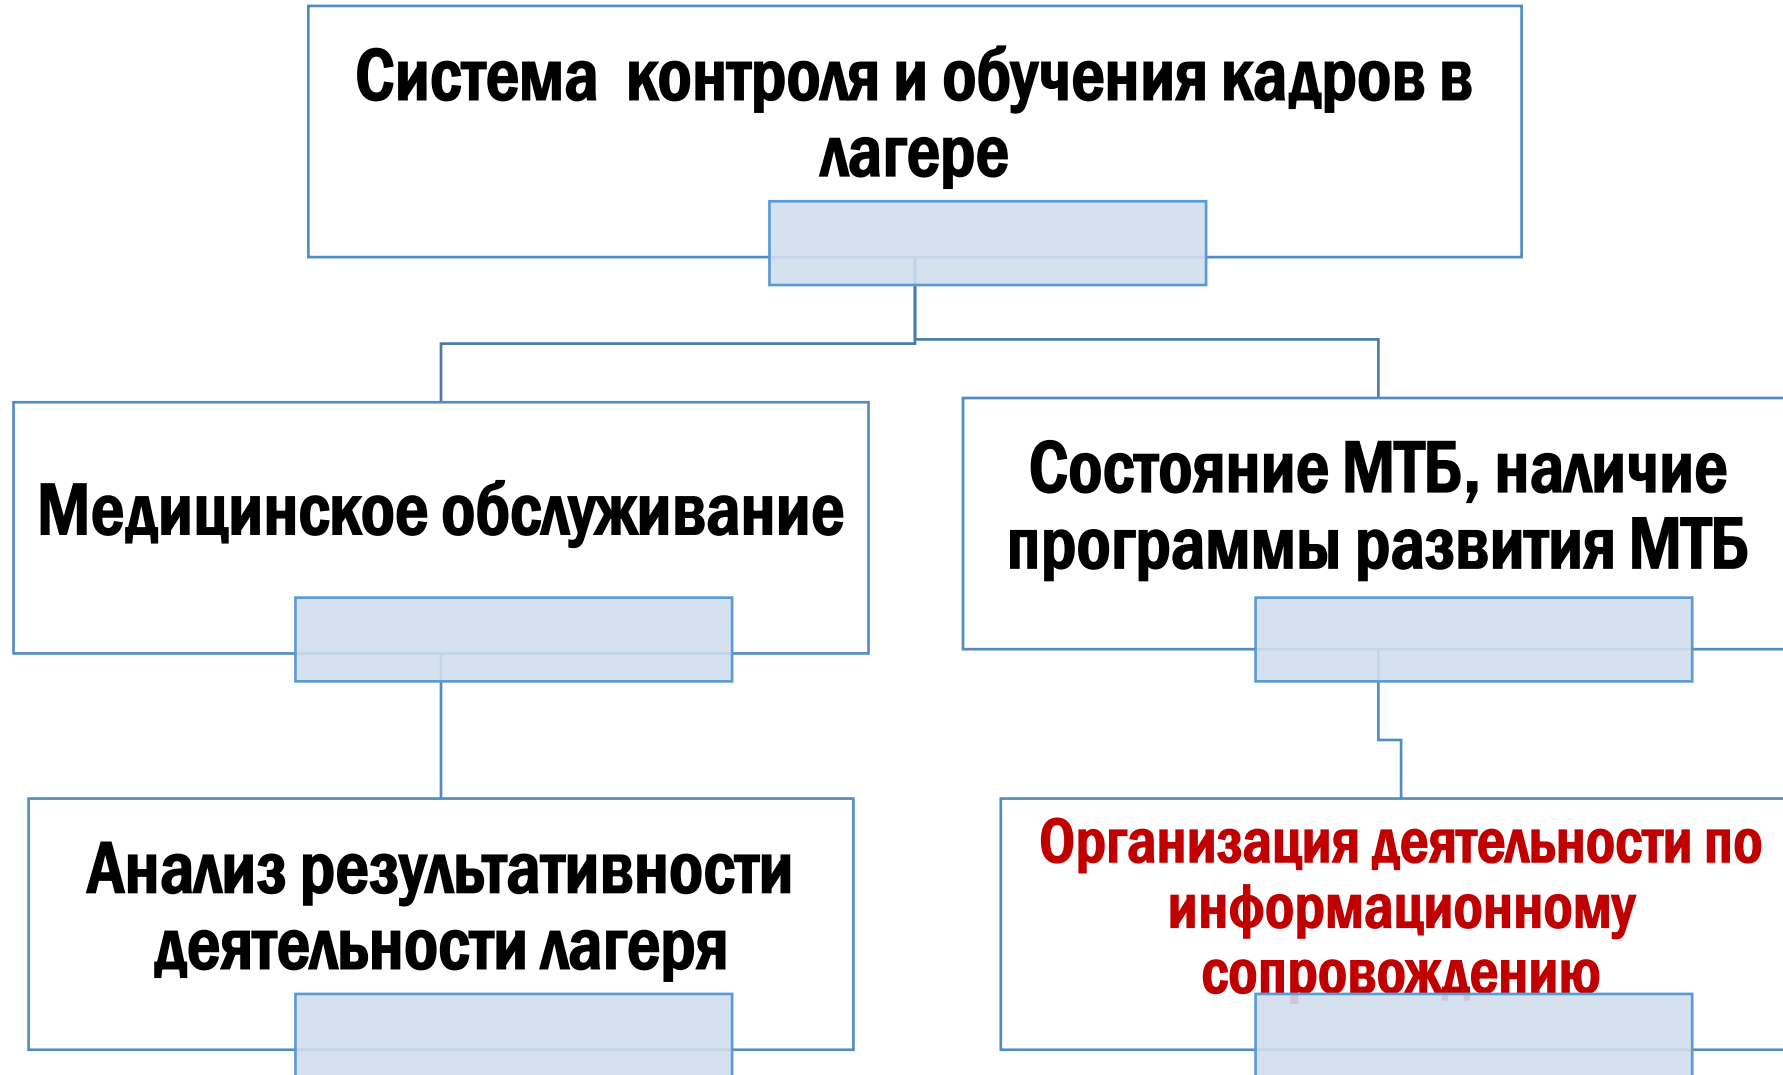 Система  контроля и обучения кадров в
лагере
Медицинское обслуживание
Состояние МТБ, наличие
программы развития МТБ
Анализ результативности
деятельности лагеря
Организация деятельности по
информационному
сопровождению